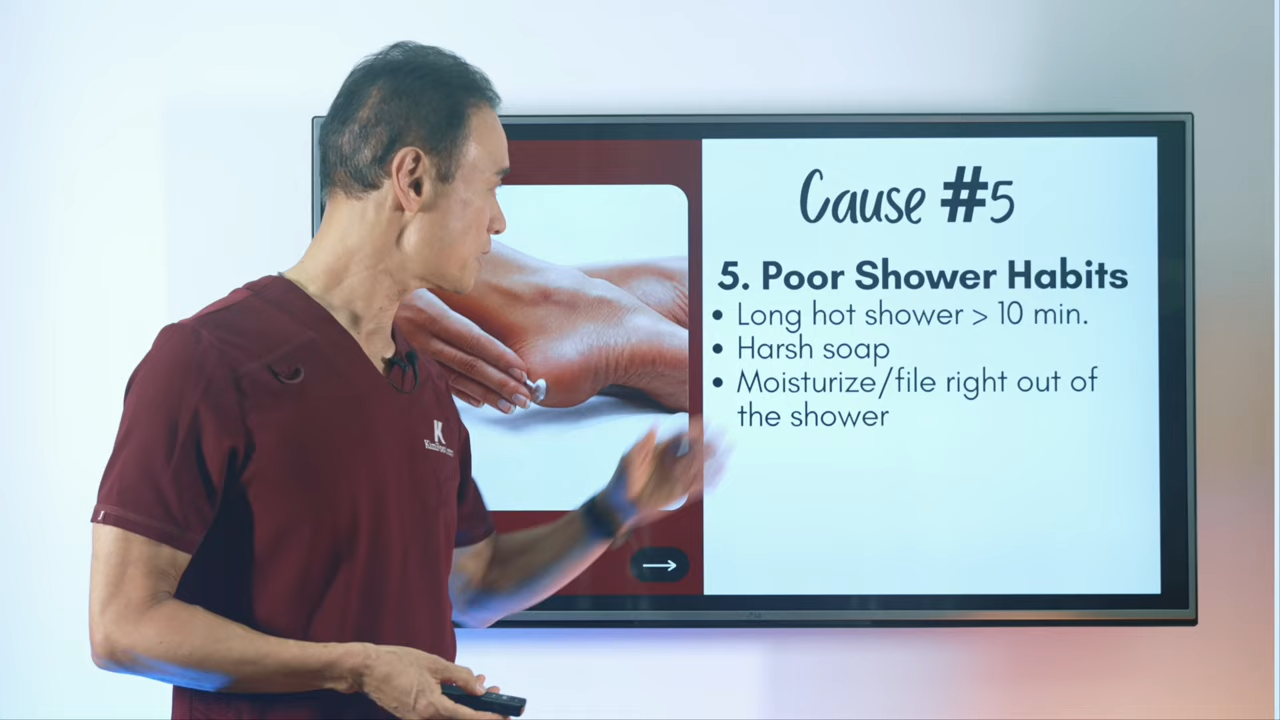 Cause #5
5. Poor Shower Habits
• Long hot shower > 10 min.
• Harsh soap
• Moisturize/file right out of
the shower
K